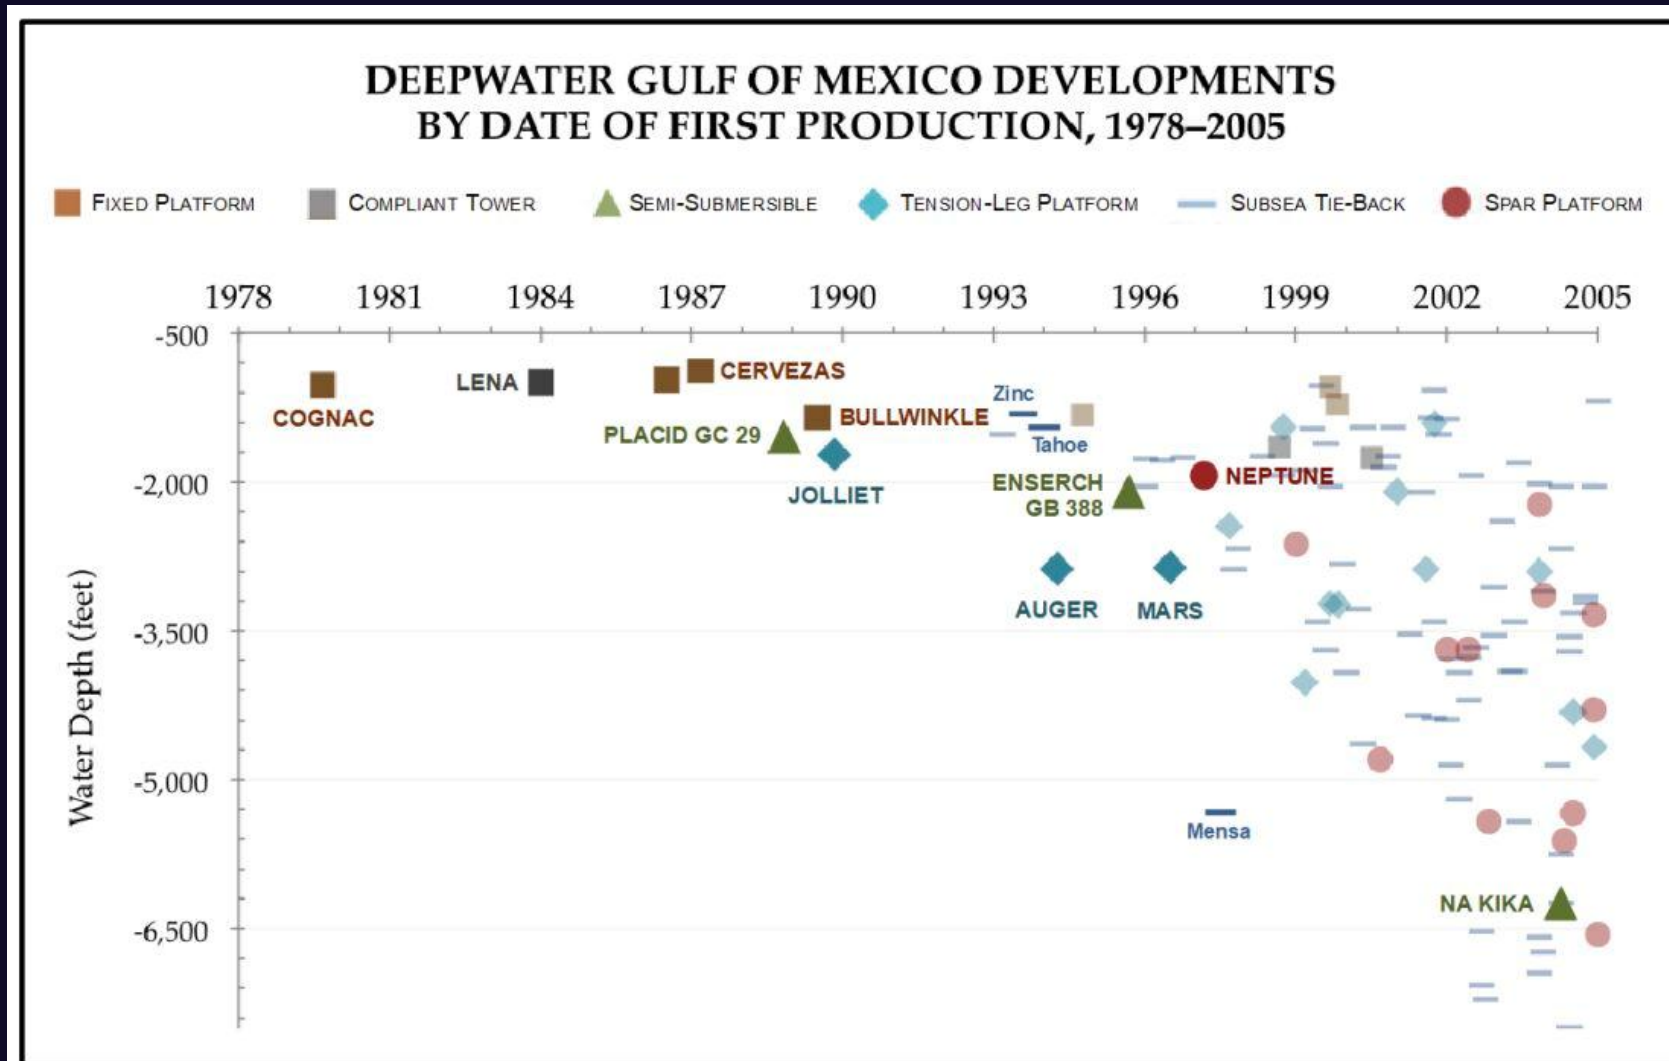 DEEPWATER GULF OF MEXICO DEVELOPMENTS
BY DATE OF FIRST PRODUCTION, 1978–2005
FIXED PLATFORM COMPLIANT TOWER SEMI-SUBMERSIBLE TENSION-LEG PLATFORM SUBSEA TIE-BACK SPAR PLATFORM
1978 1981 1984 1987 1990 1993 1996 1999 2002 2005
-500
CERVEZAS
LENA
Zinc
COGNAC
BULLWINKLE
PLACID GC 29
Tahoe
NEPTUNE
-2,000
ENSERCH
GB 388
JOLLIET
AUGER
MARS
-3,500
Water Depth (feet)
-5,000
Mensa
NA KIKA
-6,500